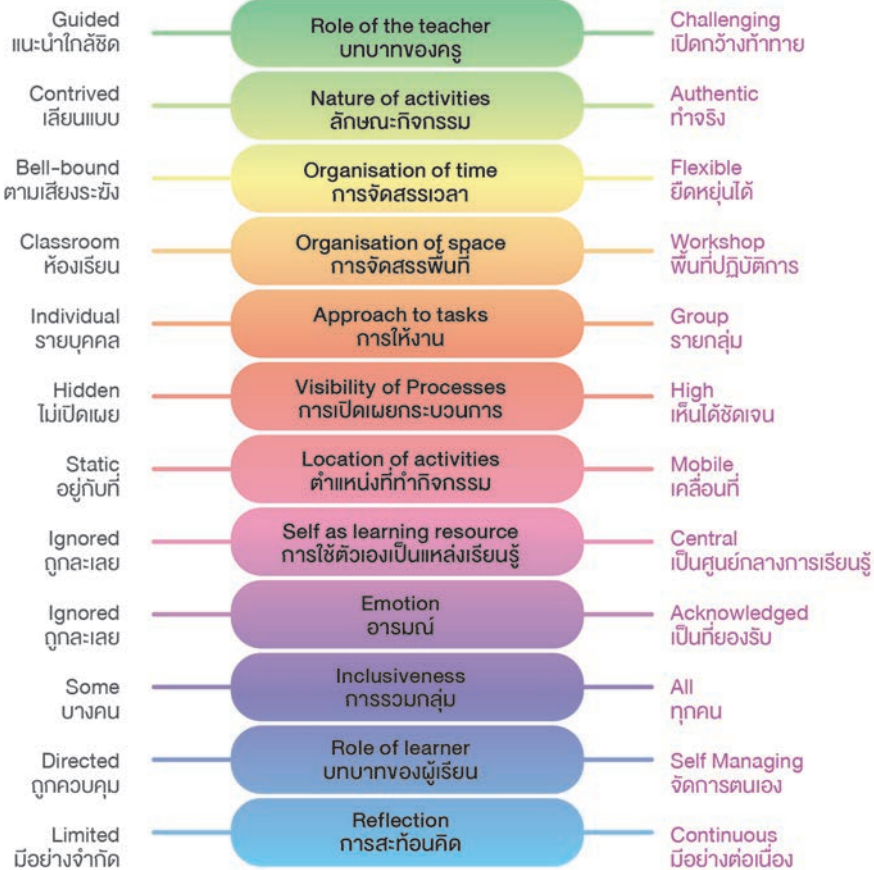 Guided
แนะนำใกล้ชิด
Role of the teacher
บทบาทของครู
Challenging
เปิดกว้างท้าทาย
Contrived
เลียนแบบ
Nature of activities
ลักษณะกิจกรรม
Authentic
ทำจริง
Bell-bound
ตามเสียงระฆัง
Organisation of time
การจัดสรรเวลา
Flexible
ยืดหยุ่นได้
Classroom
ห้องเรียน
Organisation of space
การจัดสรรพื้นที่
Workshop
พื้นที่ปฏิบัติการ
Individual
รายบุคคล
Approach to tasks
การให้งาน
Group
รายกลุ่ม
Hidden
ไม่เปิดเผย
Visibility of Processes
การเปิดเผยกระบวนการ
High
เห็นได้ชัดเจน
Static
อยู่กับที่
Location of activities
ตำแหน่งที่ทำกิจกรรม
Mobile
เคลื่อนที่
Ignored
ถูกละเลย
Self as learning resource
การใช้ตัวเองเป็นแหล่งเรียนรู้
Central
เป็นศูนย์กลางการเรียนรู้
Ignored
ถูกละเลย
Emotion
อารมณ์
Acknowledged
เป็นที่ยองรับ
Some
บางคน
Inclusiveness
การรวมกลุ่ม
All
ทุกคน
Directed
ถูกควบคุม
Role of learner
บทบาทของผู้เรียน
Self Managing
จัดการตนเอง
Limited
มีอย่างจำกัด
Reflection
การสะท้อนคิด
Continuous
มีอย่างต่อเนื่อง